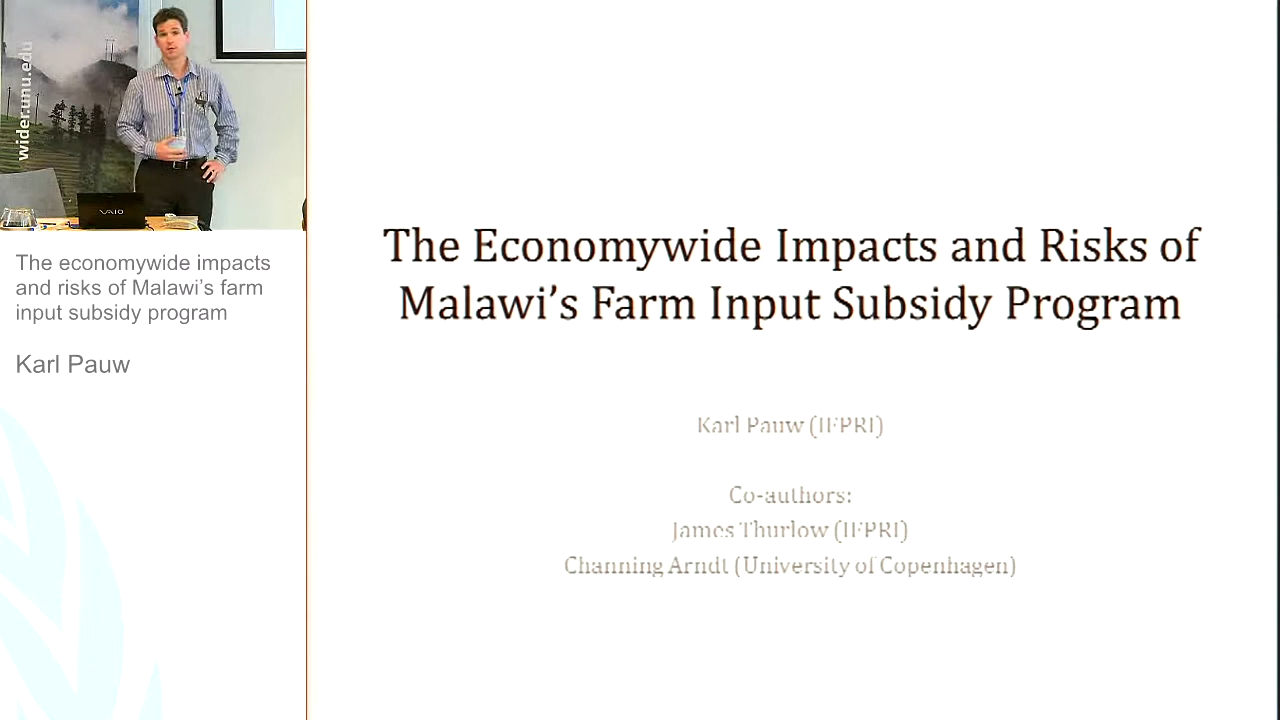 wider.unu.edu
VAIO
The economywide impacts
and risks of Malawi's farm
input subsidy program
Karl Pauw
The Economywide Impacts and Risks of
Malawi's Farm Input Subsidy Program
Karl Pauw (IFPRI)
Co-authors:
James Thurlow (IFPRI)
Channing Arndt (University of Copenhagen)